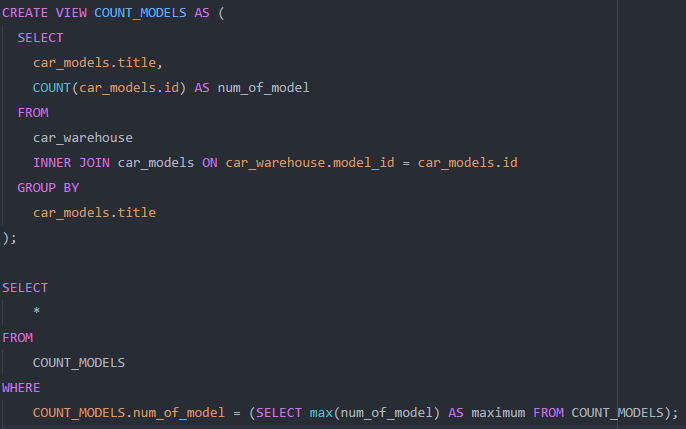 CREATE VIEW COUNT_MODELS AS (
SELECT
car_models.title,
COUNT(car_models.id) AS num_of_model
FROM
car_warehouse
INNER JOIN car_models ON car_warehouse.model_id = car_models.id
GROUP BY
car_models.title
);
SELECT
*
FROM
COUNT_MODELS
WHERE
COUNT_MODELS.num_of_model = (SELECT max(num_of_model) AS maximum FROM COUNT_MODELS);